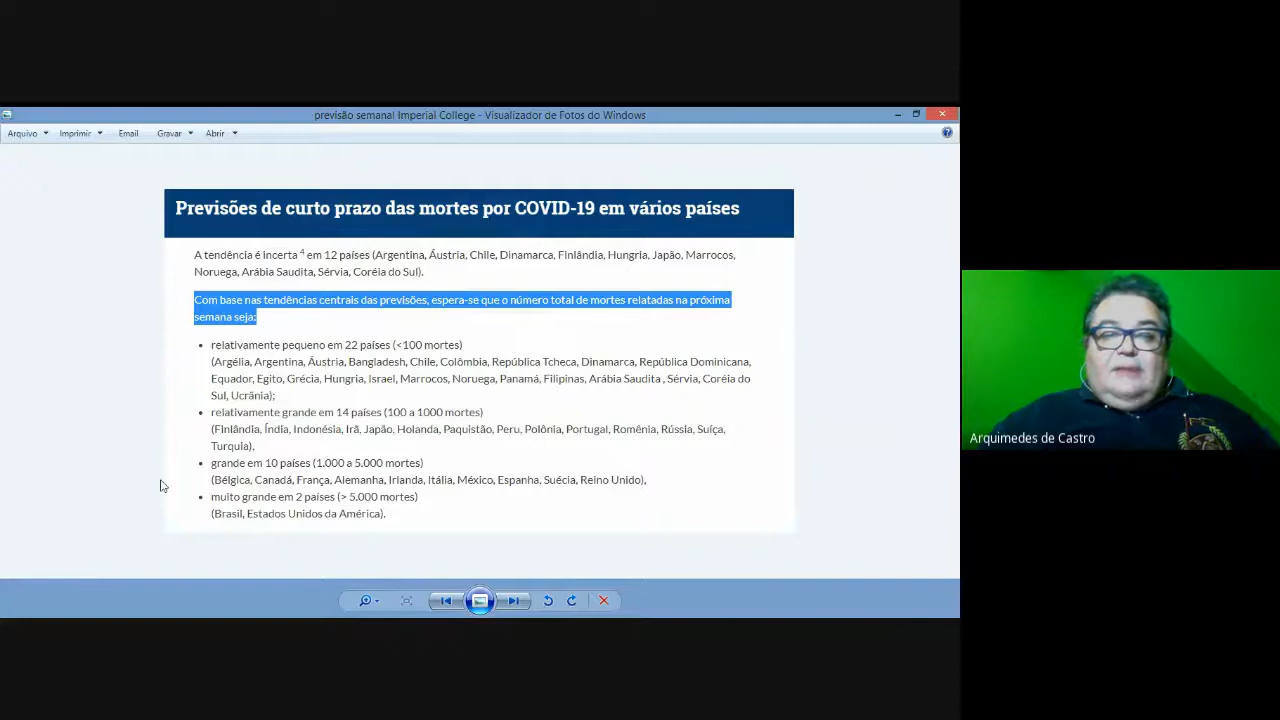 previsão semanal Imperial College - Visualizador de Fotos do Windows
Arquivo Imprimir Email Gravar Abrir
Previsões de curto prazo das mortes por COVID-19 em vários países
A tendência é incerta 4 em 12 países (Argentina, Áustria, Chile, Dinamarca, Finlândia, Hungria, Japão, Marrocos,
Noruega, Arábia Saudita, Sérvia, Coréia do Sul).
Com base nas tendências centrais das previsões, espera-se que o número total de mortes relatadas na próxima
semana seja:
• relativamente pequeno em 22 países (<100 mortes)
(Argélia, Argentina, Áustria, Bangladesh, Chile, Colômbia, República Tcheca, Dinamarca, República Dominicana,
Equador, Egito, Grécia, Hungria, Israel, Marrocos, Noruega, Panamá, Filipinas, Arábia Saudita , Sérvia, Coréia do
Sul, Ucrânia);
• relativamente grande em 14 países (100 a 1000 mortes)
(Finlândia, Índia, Indonésia, Irã, Japão, Holanda, Paquistão, Peru, Polônia, Portugal, Romênia, Rússia, Suíça,
Turquia),
• grande em 10 países (1.000 a 5.000 mortes)
(Bélgica, Canadá, França, Alemanha, Irlanda, Itália, México, Espanha, Suécia, Reino Unido),
• muito grande em 2 países (> 5.000 mortes)
(Brasil, Estados Unidos da América).
Arquimedes de Castro